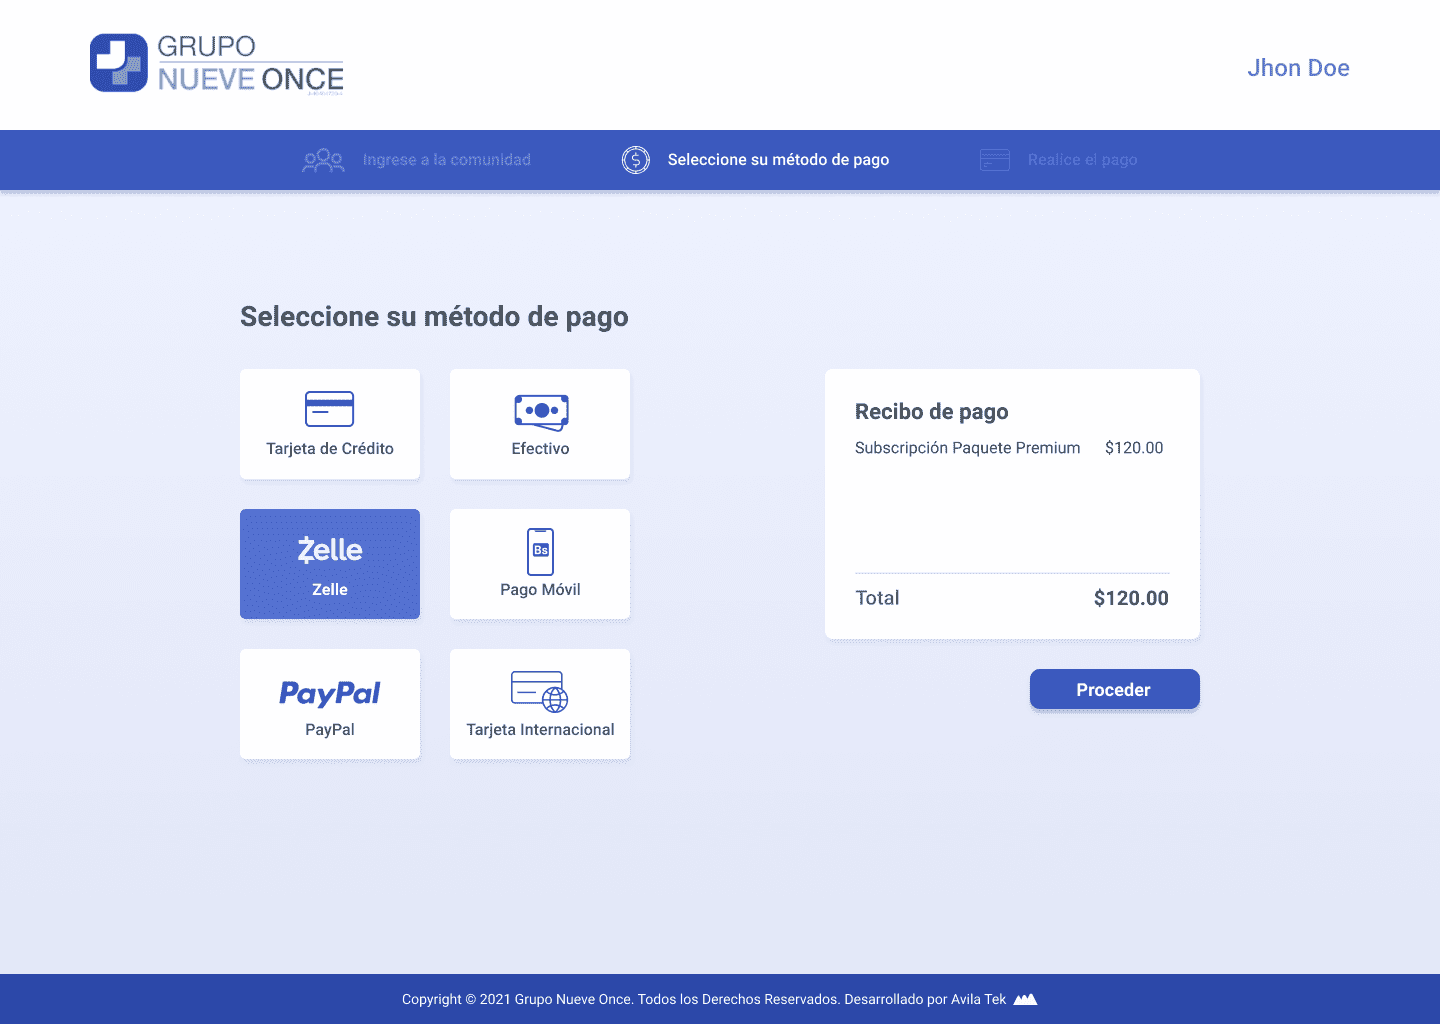 GRUPO
NUEVE ONCE
Jhon Doe
Ingrese a la comunidad
Seleccione su método de pago
Realice el pago
Seleccione su método de pago
Tarjeta de Crédito
Efectivo
Zelle
Zelle
Bs
Pago Móvil
PayPal
PayPal
Tarjeta Internacional
Recibo de pago
Subscripción Paquete Premium $120.00
Total $120.00
Proceder
Copyright © 2021 Grupo Nueve Once. Todos los Derechos Reservados. Desarrollado por Avila Tek